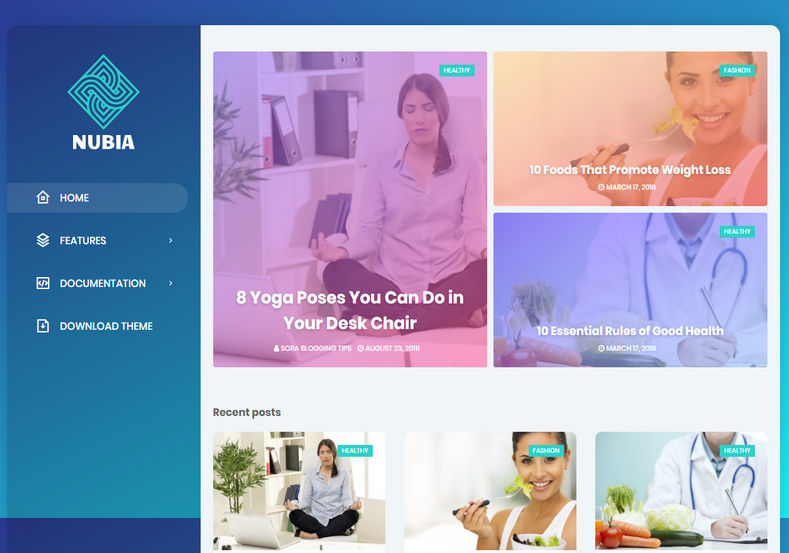 NUBIA
HOME
FEATURES
DOCUMENTATION
DOWNLOAD THEME
HEALTHY
8 Yoga Poses You Can Do in
Your Desk Chair
SORA BLOGGING TIPS AUGUST 23, 2016
FASHION
10 Foods That Promote Weight Loss
MARCH 17, 2016
HEALTHY
10 Essential Rules of Good Health
MARCH 17, 2016
Recent posts
HEALTHY
FASHION
HEALTHY